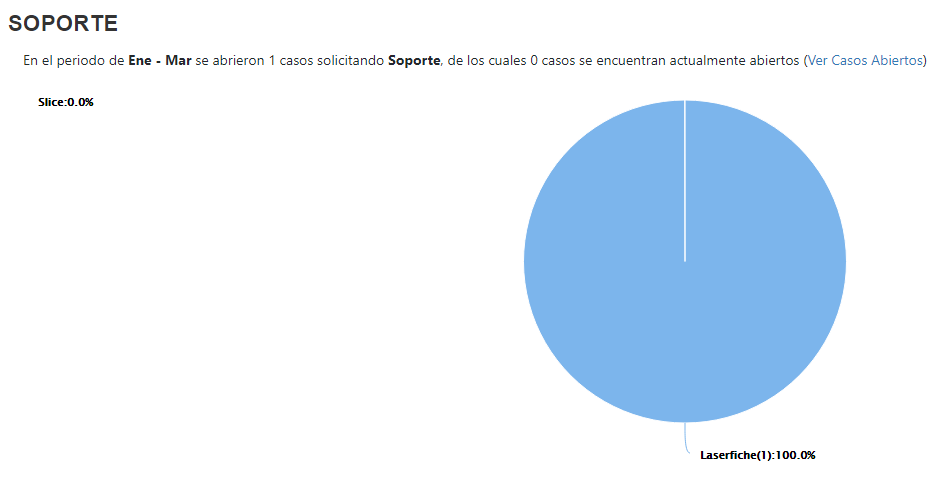 SOPORTE
En el periodo de Ene - Mar se abrieron 1 casos solicitando Soporte, de los cuales 0 casos se encuentran actualmente abiertos (Ver Casos Abiertos)
Slice:0.0%
Laserfiche(1):100.0%